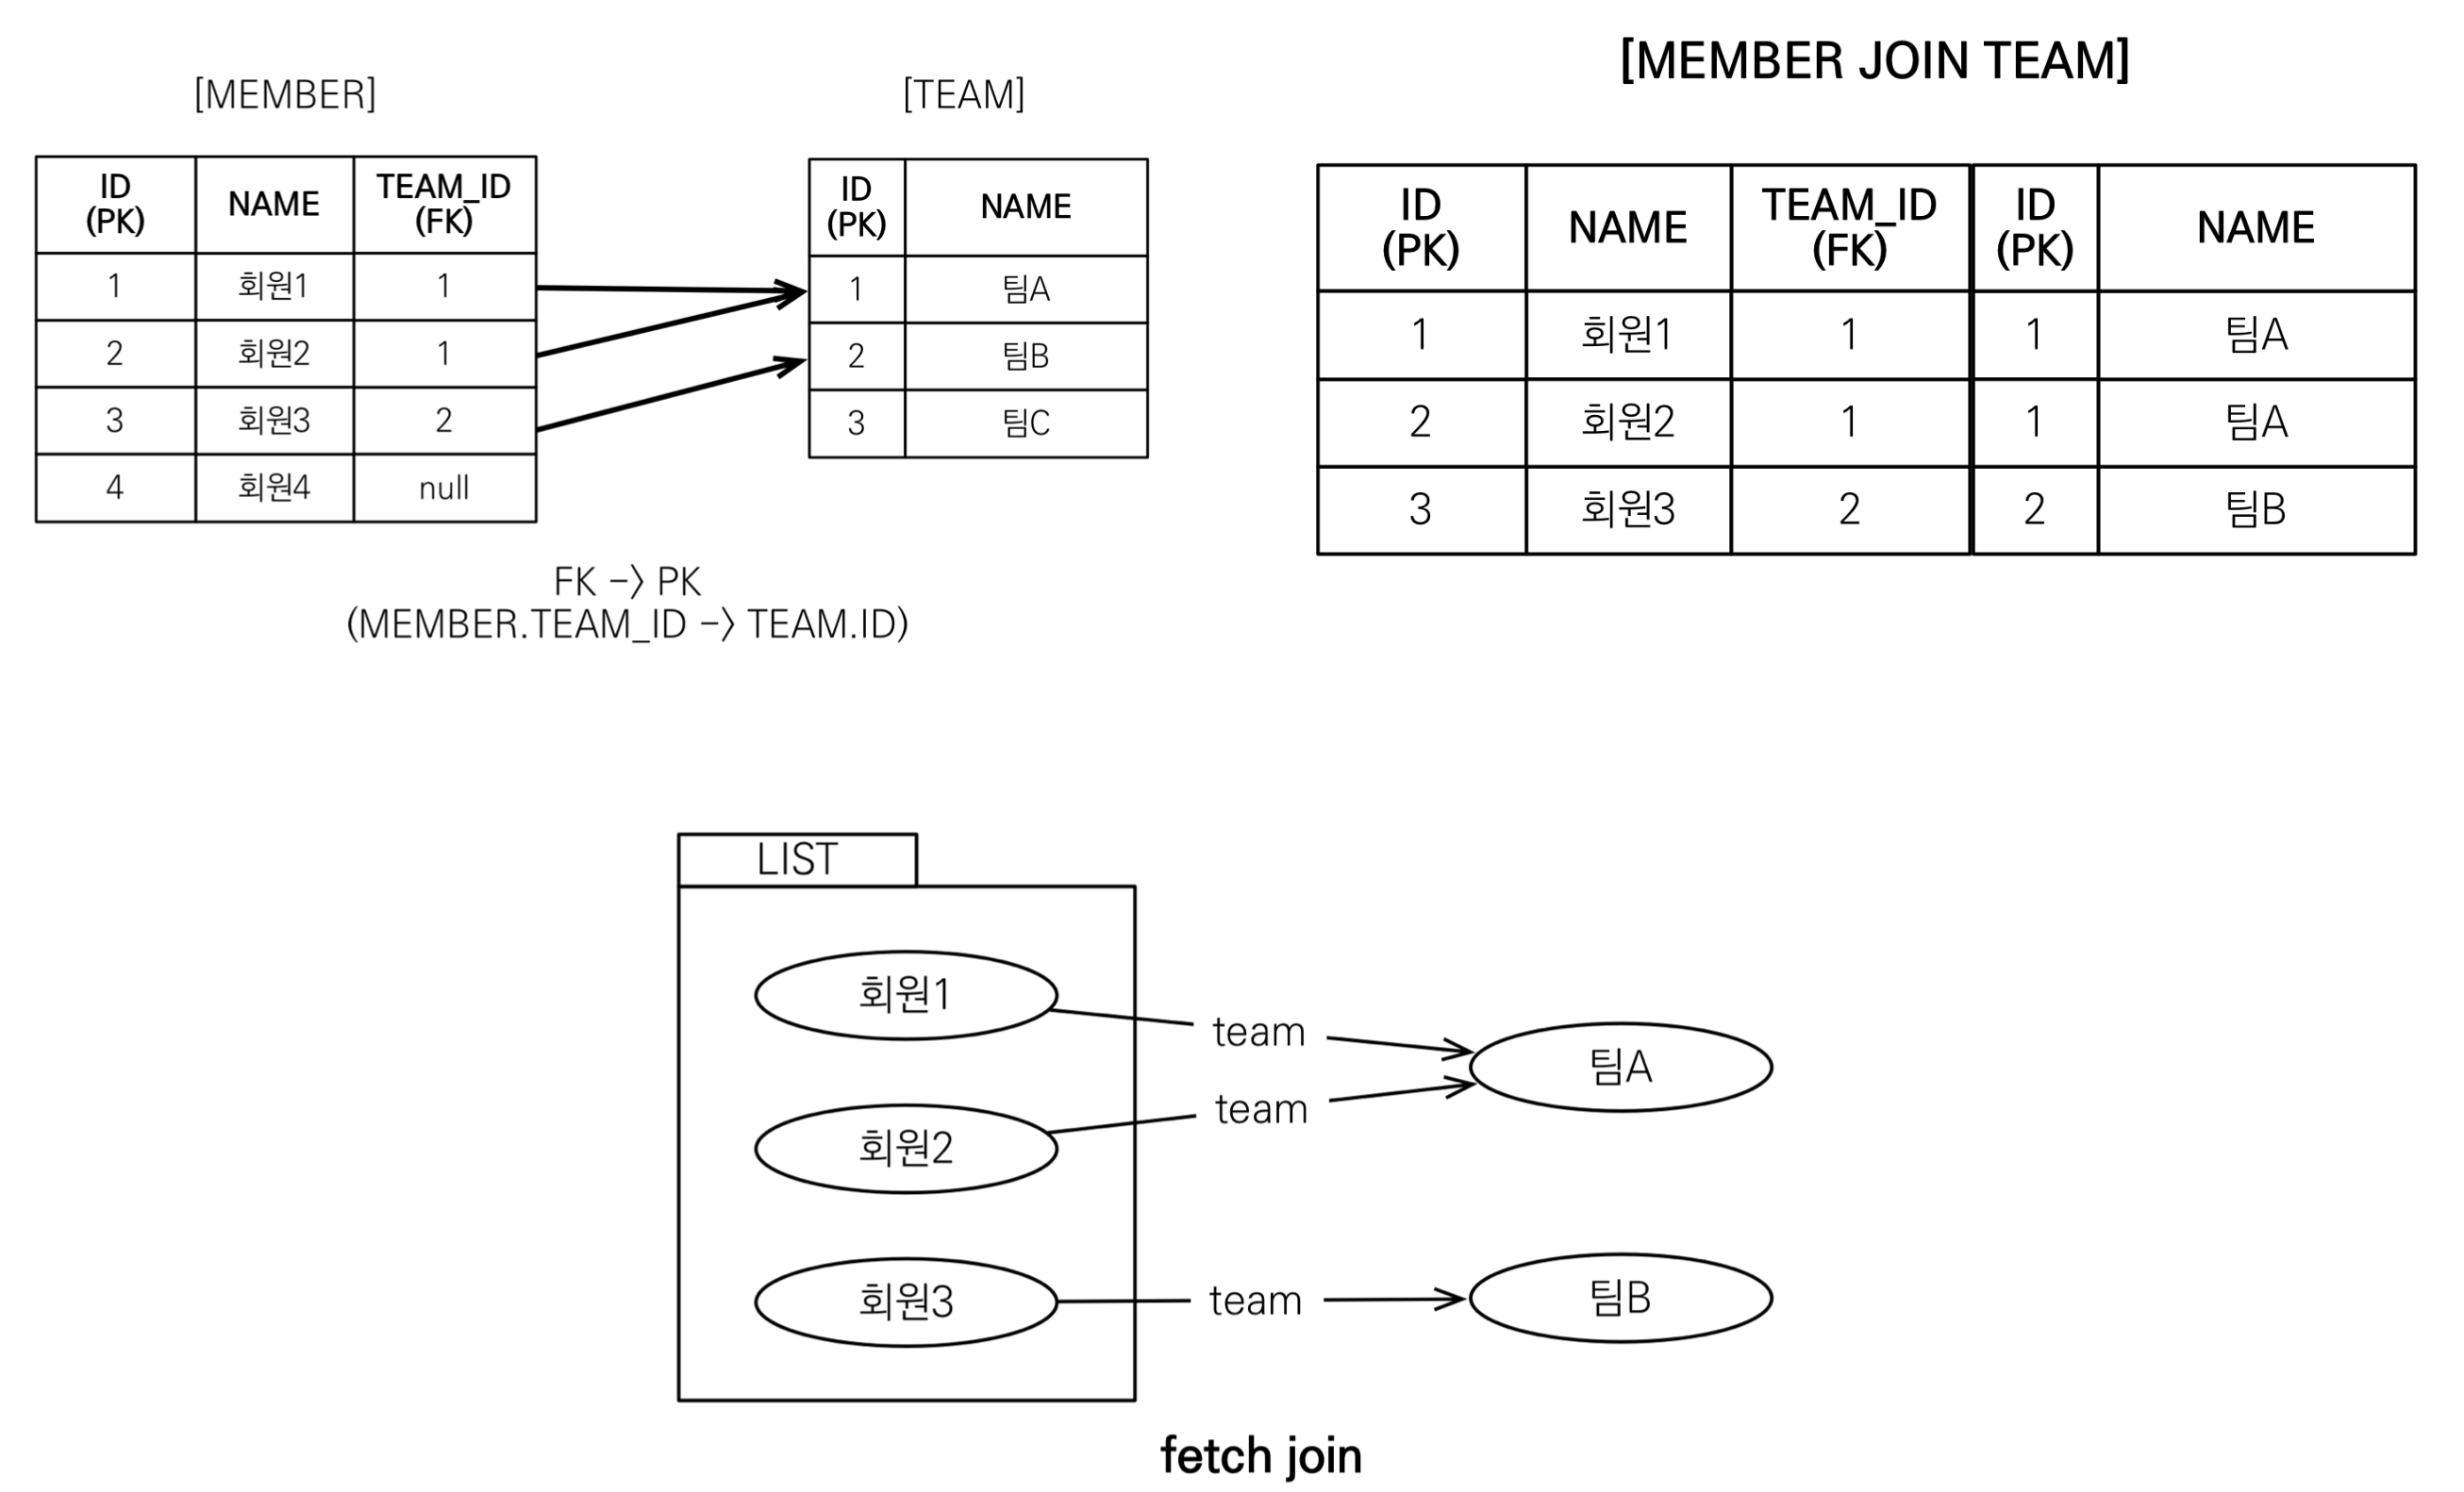 [MEMBER]
ID
(PK)
NAME
TEAM_ID
(FK)
1 회원1 1
2 회원2 1
3 회원3 2
4 회원4 null
[TEAM]
ID
(PK)
NAME
1 팀A
2 팀B
3 팀C
FK -> PK
(MEMBER.TEAM_ID -> TEAM.ID)
[MEMBER JOIN TEAM]
ID
(PK)
NAME
TEAM_ID
(FK)
ID
(PK)
NAME
1 회원1 1 1 팀A
2 회원2 1 1 팀A
3 회원3 2 2 팀B
LIST
회원1
team
팀A
회원2
team
회원3
team
팀B
fetch join